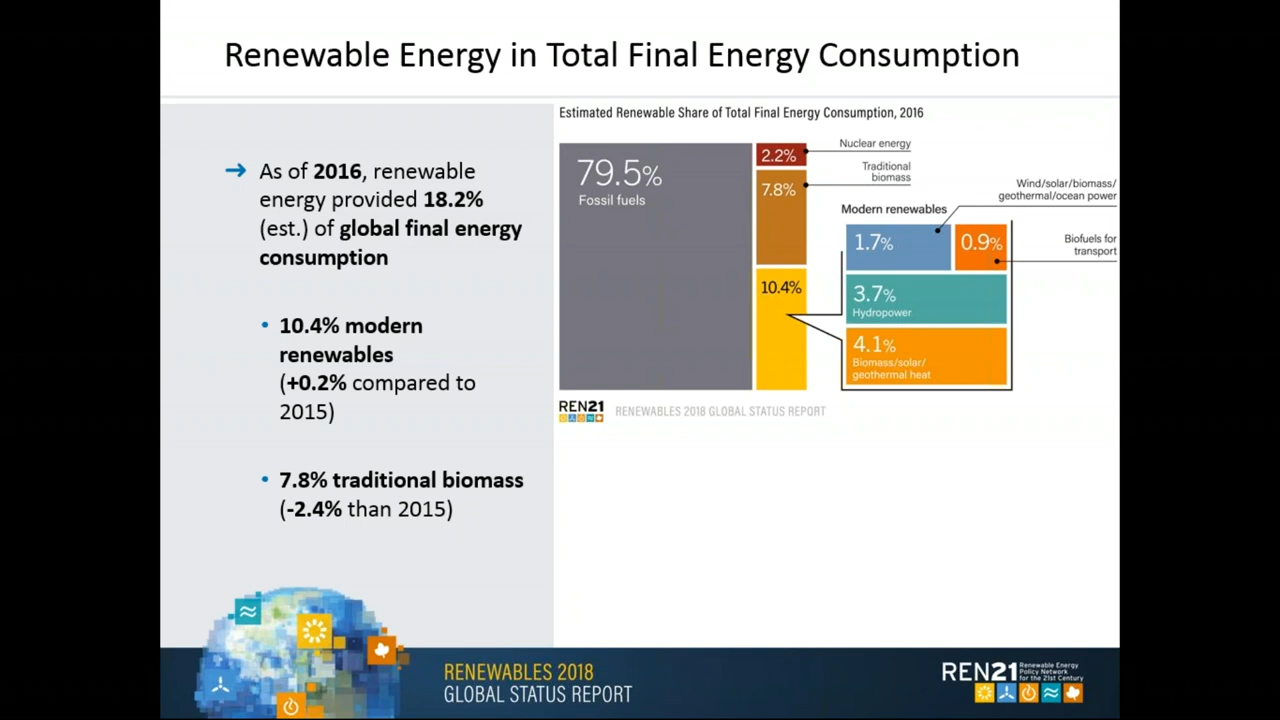 Renewable Energy in Total Final Energy Consumption
→ As of 2016, renewable
energy provided 18.2%
(est.) of global final energy
consumption
• 10.4% modern
renewables
(+0.2% compared to
2015)
• 7.8% traditional biomass
(-2.4% than 2015)
Estimated Renewable Share of Total Final Energy Consumption, 2016
79.5%
Fossil fuels
2.2%
Nuclear energy
7.8%
Traditional
biomass
10.4%
Modern renewables
Wind/solar/biomass/
geothermal/ocean power
1.7%
0.9%
Biofuels for
transport
3.7%
Hydropower
4.1%
Biomass/solar/
geothermal heat
REN21 RENEWABLES 2018 GLOBAL STATUS REPORT
RENEWABLES 2018
GLOBAL STATUS REPORT
REN21
Renewable Energy
Policy Network
for the 21st Century